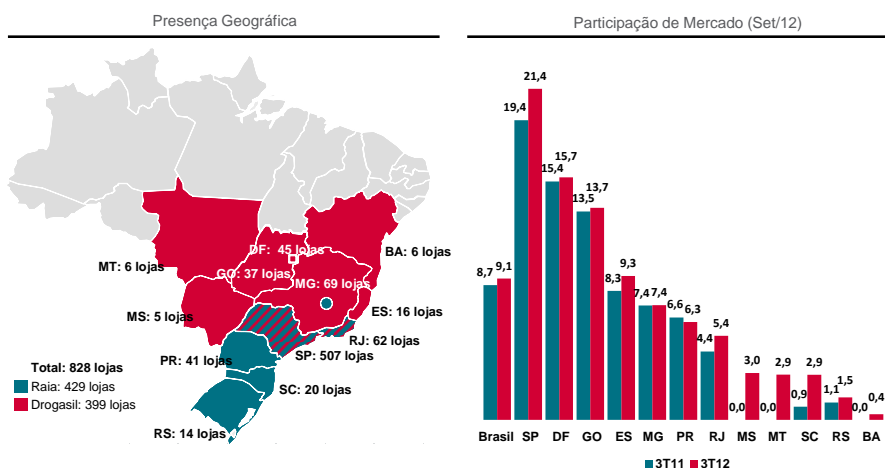 Presença Geográfica
DF: 45 lojas
BA: 6 lojas
MT: 6 lojas
GO: 37 lojas
MG: 69 lojas
ES: 16 lojas
MS: 5 lojas
RJ: 62 lojas
SP: 507 lojas
PR: 41 lojas
Total: 828 lojas
Raia: 429 lojas
Drogasil: 399 lojas
SC: 20 lojas
RS: 14 lojas
Participação de Mercado (Set/12)
8,7 9,1
19,4 21,4
15,4 15,7
13,5 13,7
8,3 9,3
7,4 7,4
6,6 6,3
4,4 5,4
0,0 3,0
0,0 2,9
0,9 2,9
1,1 1,5
0,0 0,4
Brasil SP DF GO ES MG PR RJ MS MT SC RS BA
3T11 3T12